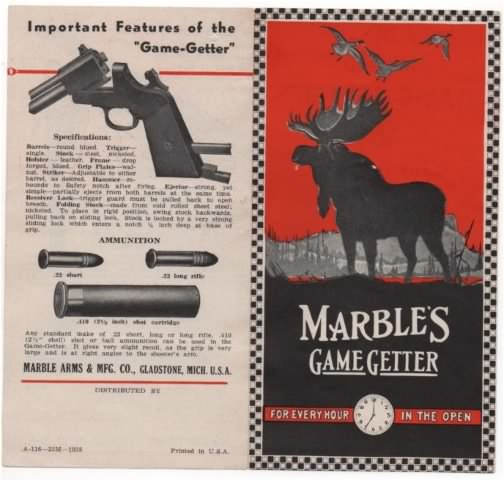 Important Features of the
"Game-Getter"
Specifications:
Barrels—round blued. Trigger—
single. Stock — steel, nickeled.
Holster — leather. Frame — drop
forged, blued. Grip Plates—wal-
nut. Striker—Adjustable to either
barrel, as desired. Hammer—re-
bounds to Safety notch after firing. Ejector—strong, yet
simple—partially ejects from both barrels at the same time.
Receiver Lock—trigger guard must be pulled back to open
breach. Folding Stock—made from cold rolled sheet steel;
nickeled. To place in rigid position, swing stock backwards,
pulling back on sliding lock. Stock is locked by a very strong
sliding lock which enters a notch ¼ inch deep at base of
grip.
AMMUNITION
.22 short
.22 long rifle
.410 (2½ inch) shot cartridge
Any standard make of .22 short, long or long rifle, .410
(2½" shell) shot or ball ammunition can be used in the
Game-Getter. It gives very slight recoil, as the grip is very
large and is at right angles to the shooter's arm.
MARBLE ARMS & MFG. CO., GLADSTONE, MICH. U.S.A.
DISTRIBUTED BY
Printed in U.S.A.
MARBLE'S
GAME GETTER
FOR EVERY HOUR IN THE OPEN